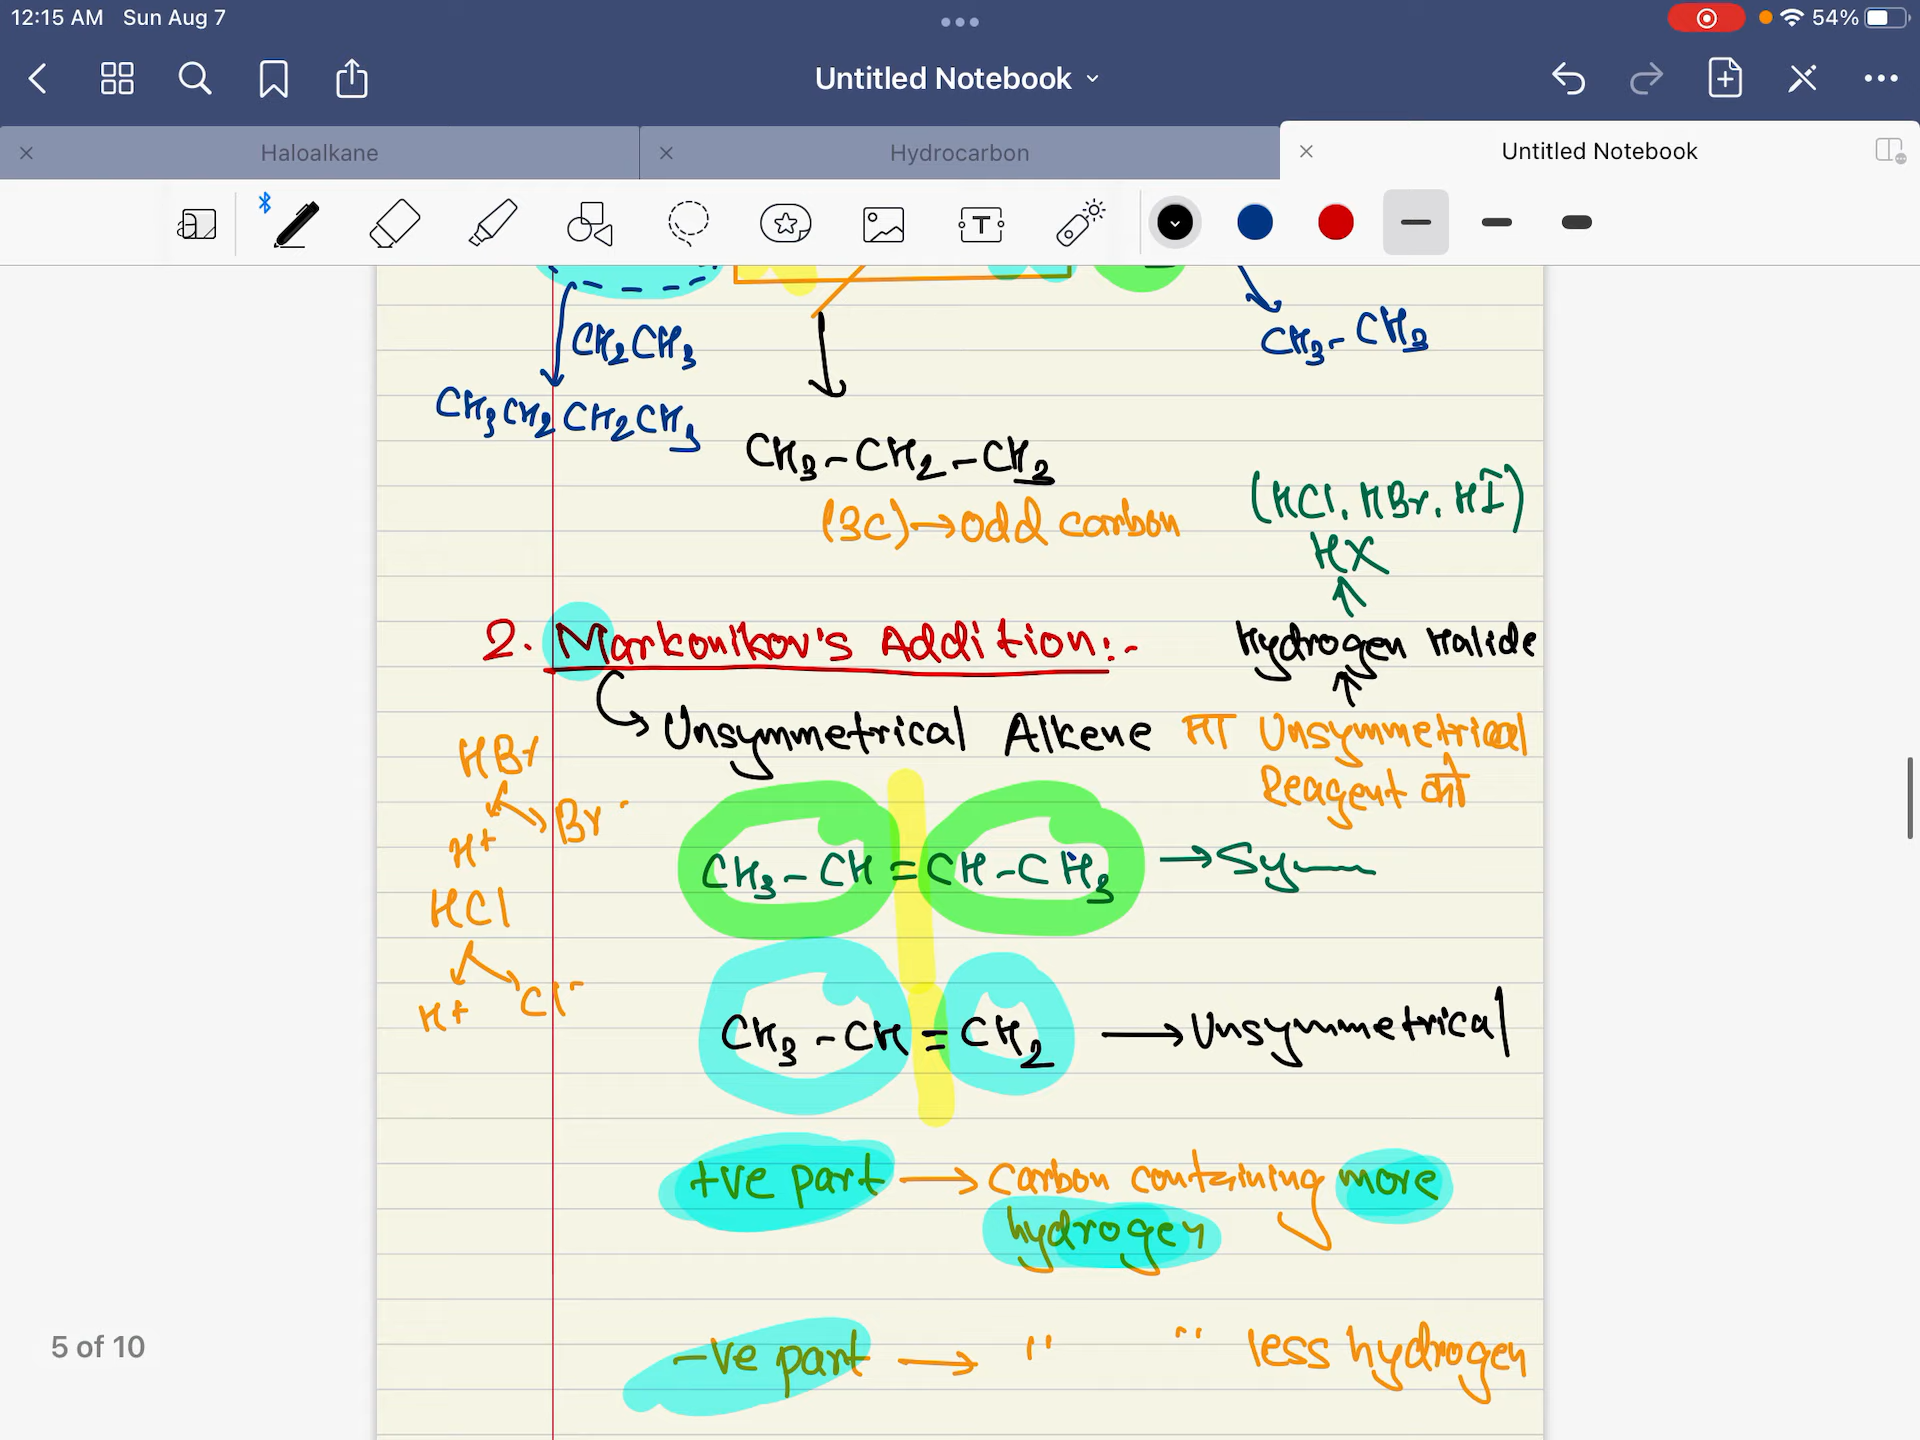 12:15 AM Sun Aug 7
54%
Untitled Notebook
Haloalkane
Hydrocarbon
Untitled Notebook
T
CH2CH3
CH3CH2CH2CH3
CH3-CH3
CH3-CH2-CH2
(3C)→odd carbon
(HCl, HBr, HI)
HX
2. Markonikov's Addition:-
Hydrogen Halide
Unsymmetrical Alkene
Unsymmetrical
Reagent
HBr
H+ Br-
HCl
H+ Cl-
CH3-CH=CH-CH3 →Sym
CH3-CH=CH2 →Unsymmetrical
+ve part → Carbon containing more
hydrogen
-ve part → " " less hydrogen
5 of 10